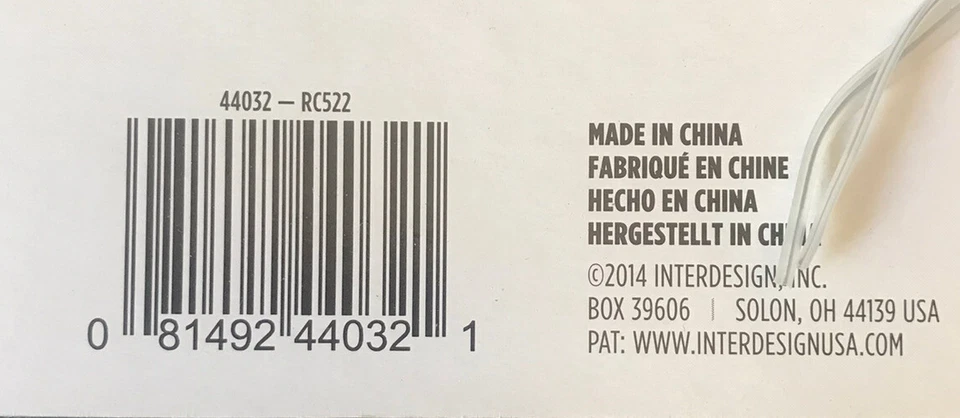 44032 – RC522
0 81492 44032 1
MADE IN CHINA
FABRIQUÉ EN CHINE
HECHO EN CHINA
HERGESTELLT IN
©2014 INTERDESIGN, INC.
BOX 39606 | SOLON, OH 44139 USA
PAT: WWW.INTERDESIGNUSA.COM